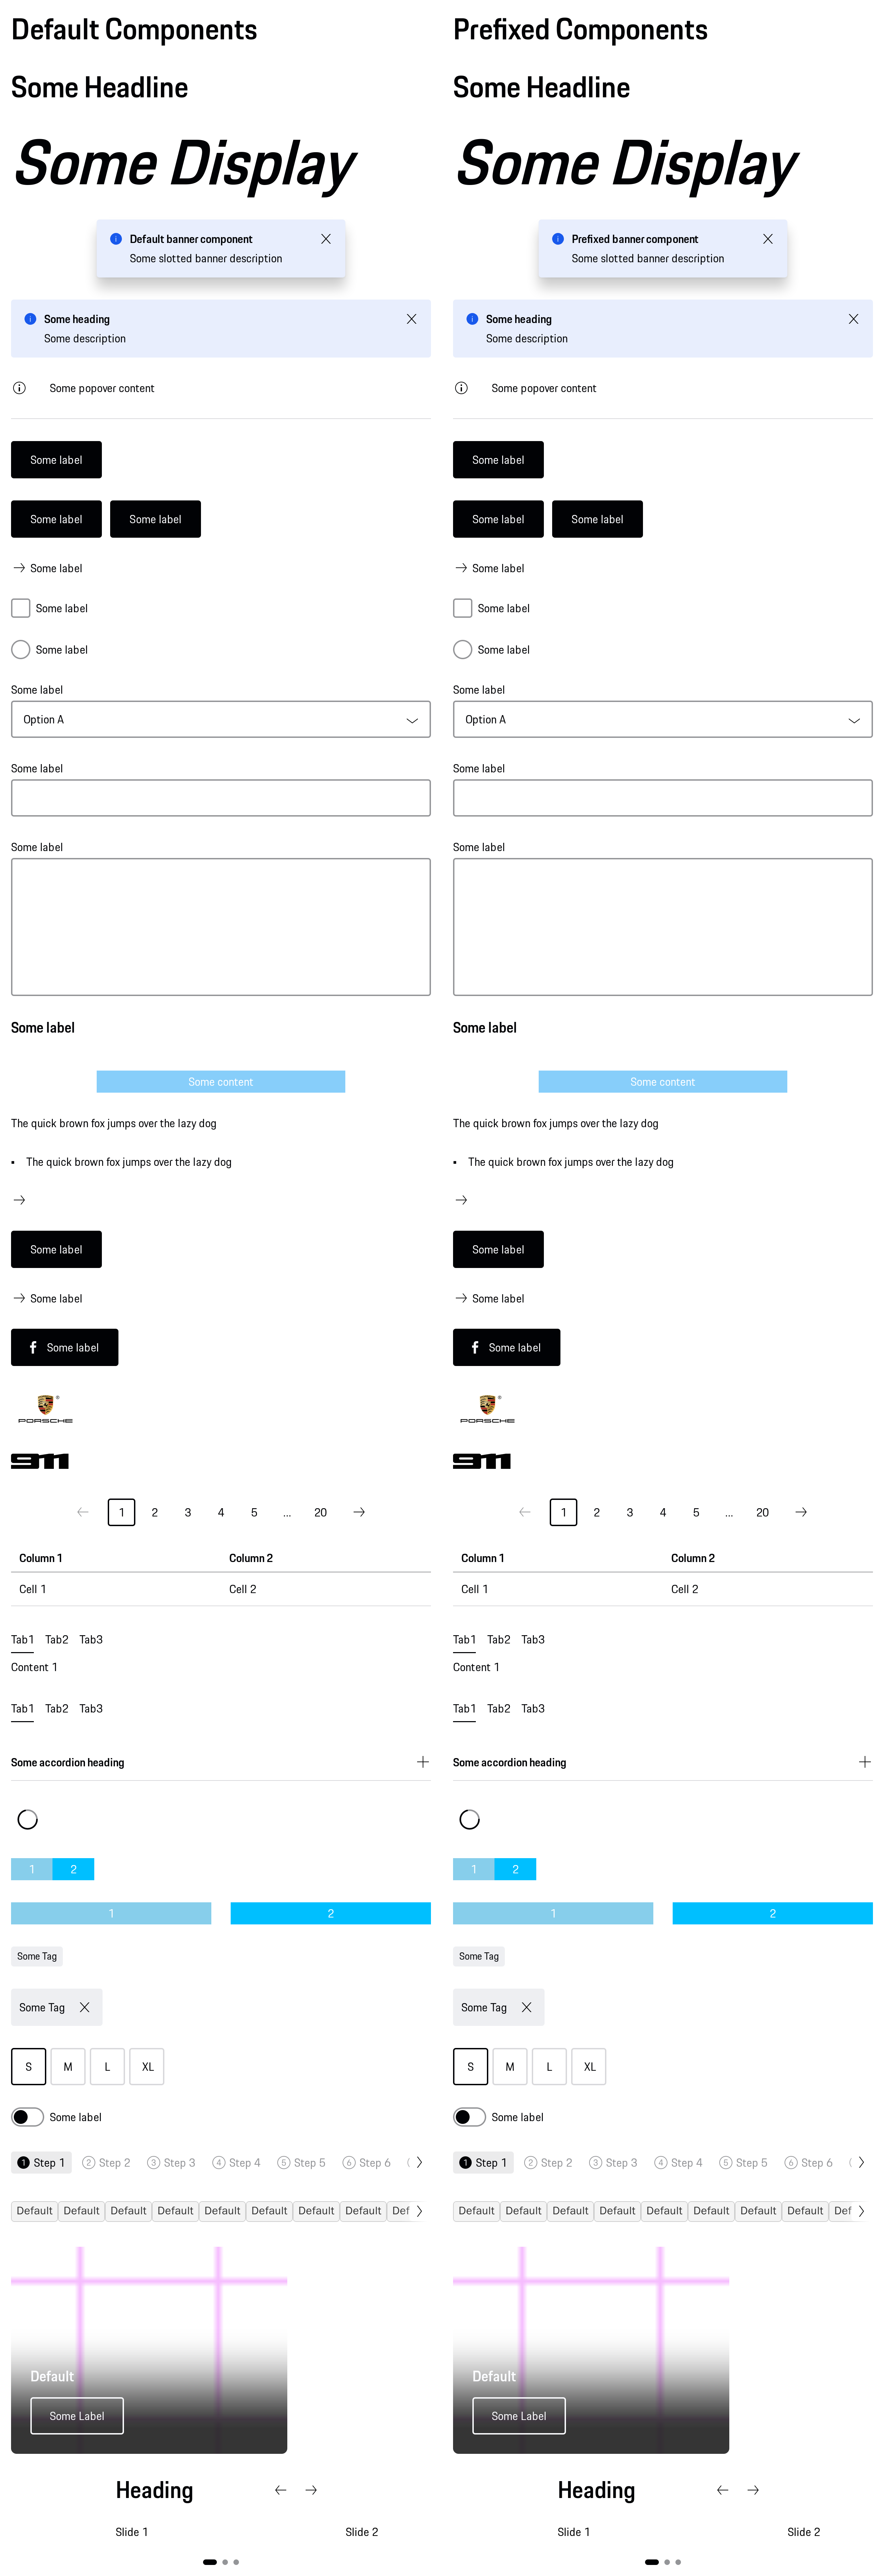 Default Components
Some Headline
Some Display
Default banner component
Some slotted banner description
Some heading
Some description
Some popover content
Some label
Some label Some label
Some label
Some label
Some label
Some label
Option A
Some label
Some label
Some label
Some content
The quick brown fox jumps over the lazy dog
• The quick brown fox jumps over the lazy dog
Some label
Some label
Some label
PORSCHE
911
1 2 3 4 5 ... 20
Column 1 Column 2
Cell 1 Cell 2
Tab1 Tab2 Tab3
Content 1
Tab1 Tab2 Tab3
Some accordion heading
1 2
1 2
Some Tag
Some Tag
S M L XL
Some label
1 Step 1 2 Step 2 3 Step 3 4 Step 4 5 Step 5 6 Step 6
Default Default Default Default Default Default Default Default Def
Default
Some Label
Heading
Slide 1 Slide 2
Prefixed Components
Some Headline
Some Display
Prefixed banner component
Some slotted banner description
Some heading
Some description
Some popover content
Some label
Some label Some label
Some label
Some label
Some label
Some label
Option A
Some label
Some label
Some label
Some content
The quick brown fox jumps over the lazy dog
• The quick brown fox jumps over the lazy dog
Some label
Some label
Some label
PORSCHE
911
1 2 3 4 5 ... 20
Column 1 Column 2
Cell 1 Cell 2
Tab1 Tab2 Tab3
Content 1
Tab1 Tab2 Tab3
Some accordion heading
1 2
1 2
Some Tag
Some Tag
S M L XL
Some label
1 Step 1 2 Step 2 3 Step 3 4 Step 4 5 Step 5 6 Step 6
Default Default Default Default Default Default Default Default Def
Default
Some Label
Heading
Slide 1 Slide 2